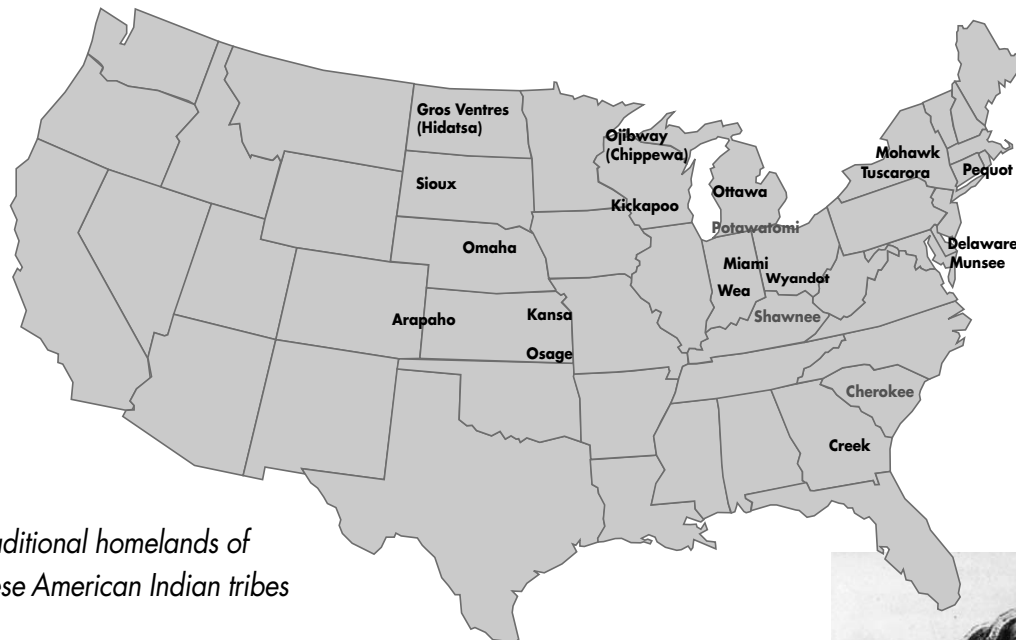 Gros Ventres
(Hidatsa)
Ojibway
(Chippewa)
Mohawk
Tuscarora
Pequot
Sioux
Ottawa
Kickapoo
Potawatomi
Omaha
Delaware
Munsee
Miami
Wyandot
Wea
Arapaho
Kansa
Shawnee
Osage
Cherokee
Creek
aditional homelands of
ese American Indian tribes